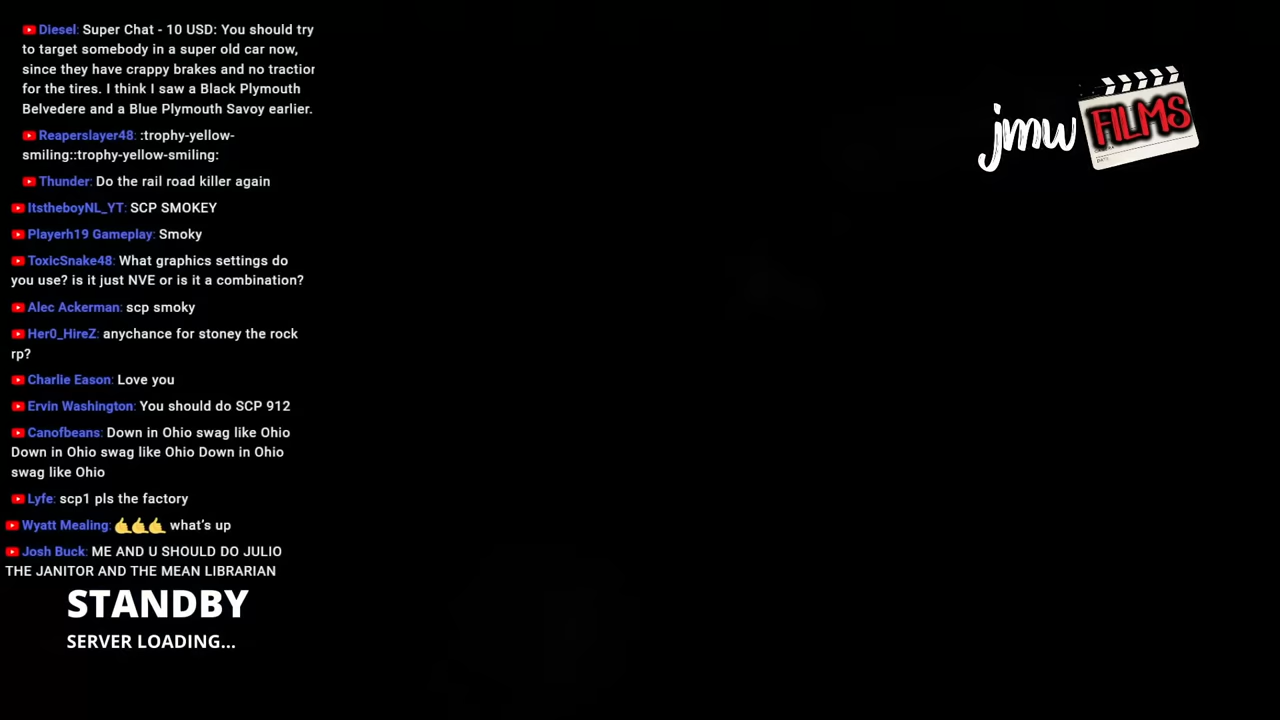 Diesel: Super Chat - 10 USD: You should try
to target somebody in a super old car now,
since they have crappy brakes and no traction
for the tires. I think I saw a Black Plymouth
Belvedere and a Blue Plymouth Savoy earlier.
Reaperslayer48: :trophy-yellow-
smiling::trophy-yellow-smiling:
Thunder: Do the rail road killer again
ItstheboyNL_YT: SCP SMOKEY
Playerh19 Gameplay: Smoky
ToxicSnake48: What graphics settings do
you use? is it just NVE or is it a combination?
Alec Ackerman: scp smoky
Her0_HireZ: anychance for stoney the rock
rp?
Charlie Eason: Love you
Ervin Washington: You should do SCP 912
Canofbeans: Down in Ohio swag like Ohio
Down in Ohio swag like Ohio Down in Ohio
swag like Ohio
Lyfe: scp1 pls the factory
Wyatt Mealing: 🤙🤙🤙 what’s up
Josh Buck: ME AND U SHOULD DO JULIO
THE JANITOR AND THE MEAN LIBRARIAN
STANDBY
SERVER LOADING...
jmw FILMS